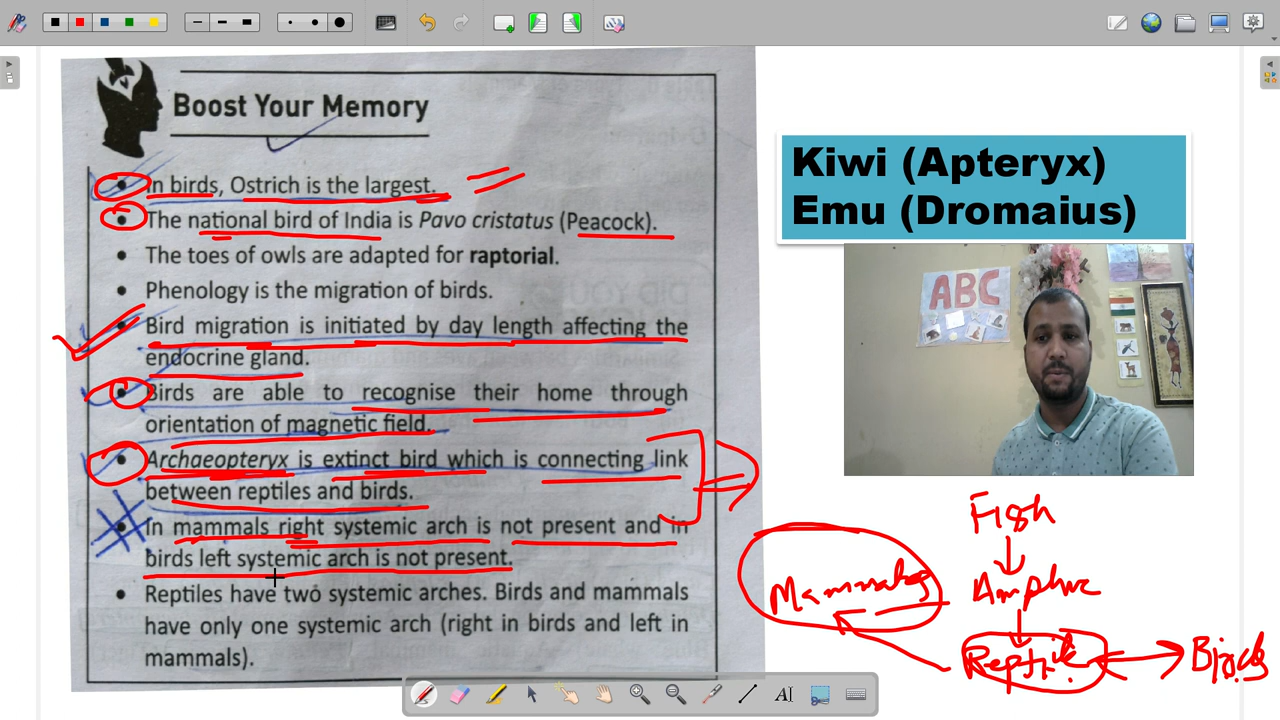 Boost Your Memory
• In birds, Ostrich is the largest.
• The national bird of India is Pavo cristatus (Peacock).
• The toes of owls are adapted for raptorial.
• Phenology is the migration of birds.
• Bird migration is initiated by day length affecting the
endocrine gland.
• Birds are able to recognise their home through
orientation of magnetic field.
• Archaeopteryx is extinct bird which is connecting link
between reptiles and birds.
• In mammals right systemic arch is not present and in
birds left systemic arch is not present.
• Reptiles have two systemic arches. Birds and mammals
have only one systemic arch (right in birds and left in
mammals).
Kiwi (Apteryx)
Emu (Dromaius)
ABC
Fish
Birds
AI